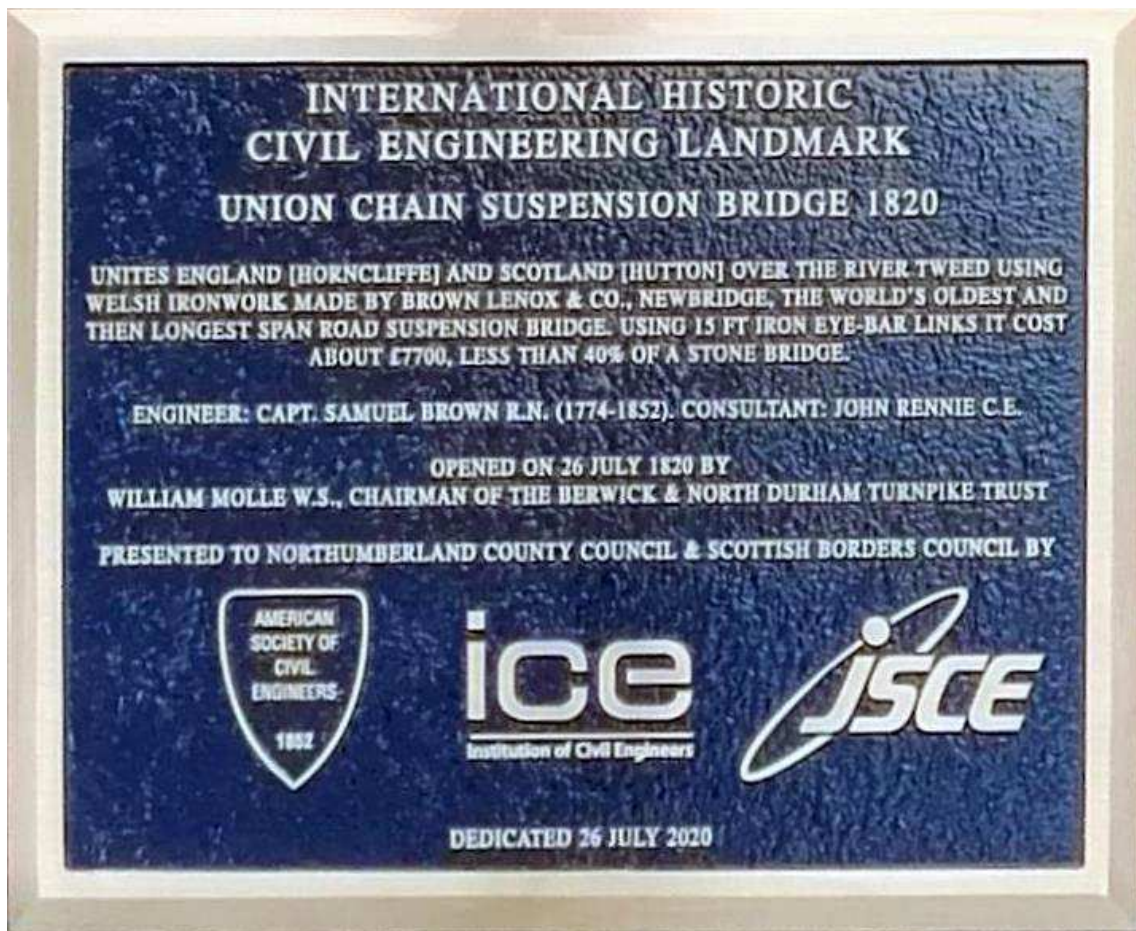 INTERNATIONAL HISTORIC
CIVIL ENGINEERING LANDMARK
UNION CHAIN SUSPENSION BRIDGE 1820
UNITES ENGLAND [HORNCLIFFE] AND SCOTLAND [HUTTON] OVER THE RIVER TWEED USING
WELSH IRONWORK MADE BY BROWN LENOX & CO., NEWBRIDGE, THE WORLD'S OLDEST AND
THEN LONGEST SPAN ROAD SUSPENSION BRIDGE. USING 15 FT IRON EYE-BAR LINKS IT COST
ABOUT £7700, LESS THAN 40% OF A STONE BRIDGE.
ENGINEER: CAPT. SAMUEL BROWN R.N. (1774-1852). CONSULTANT: JOHN RENNIE C.E.
OPENED ON 26 JULY 1820 BY
WILLIAM MOLLE W.S., CHAIRMAN OF THE BERWICK & NORTH DURHAM TURNPIKE TRUST
PRESENTED TO NORTHUMBERLAND COUNTY COUNCIL & SCOTTISH BORDERS COUNCIL BY
AMERICAN
SOCIETY OF
CIVIL
ENGINEERS
1852
ice
Institution of Civil Engineers
JSCE
DEDICATED 26 JULY 2020